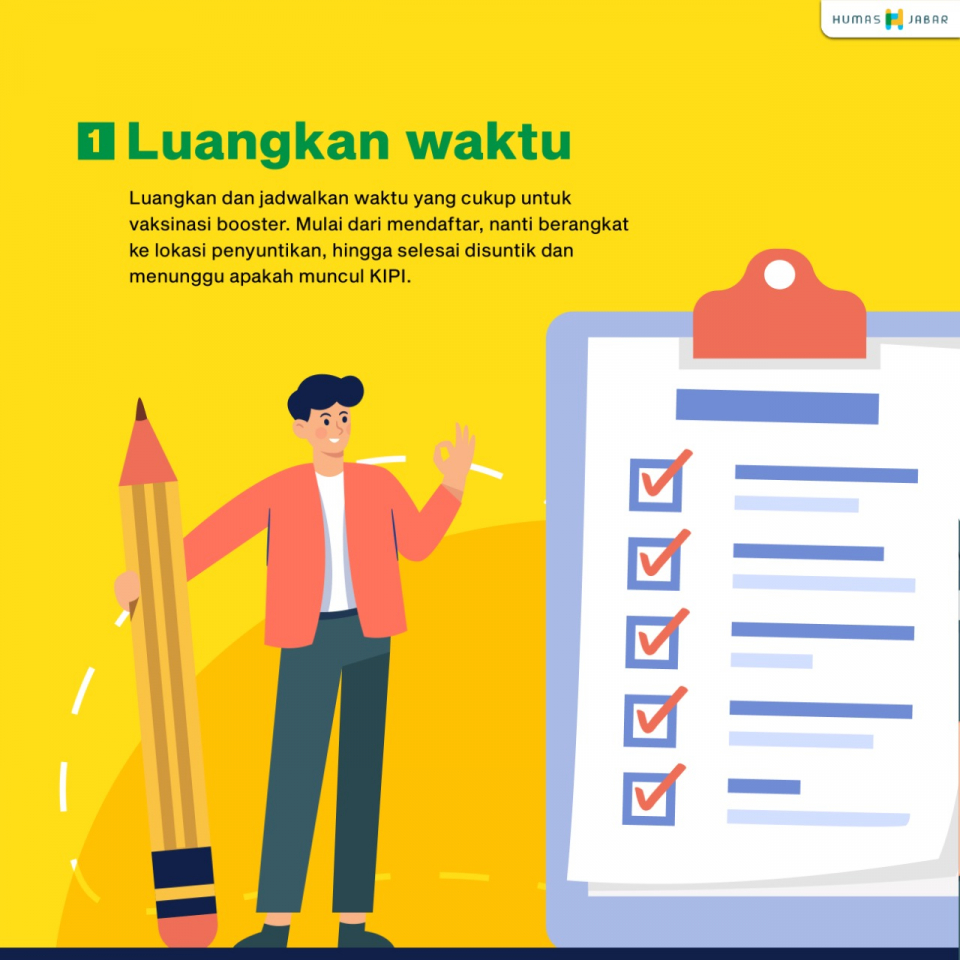 HUMAS JABAR
1 Luangkan waktu
Luangkan dan jadwalkan waktu yang cukup untuk
vaksinasi booster. Mulai dari mendaftar, nanti berangkat
ke lokasi penyuntikan, hingga selesai disuntik dan
menunggu apakah muncul KIPI.